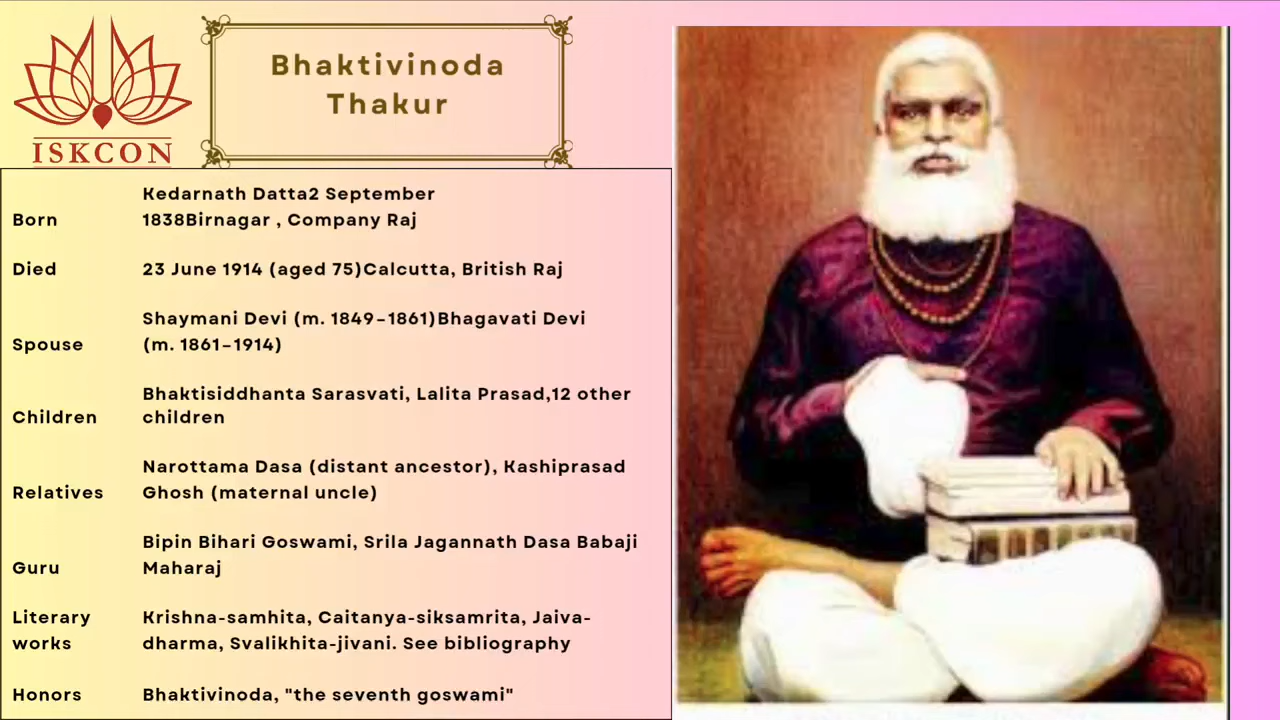 ISKCON
Bhaktivinoda
Thakur
Kedarnath Datta2 September
Born 1838Birnagar , Company Raj
Died 23 June 1914 (aged 75)Calcutta, British Raj
Shaymani Devi (m. 1849–1861)Bhagavati Devi
Spouse (m. 1861–1914)
Bhaktisiddhanta Sarasvati, Lalita Prasad,12 other
Children children
Narottama Dasa (distant ancestor), Kashiprasad
Relatives Ghosh (maternal uncle)
Bipin Bihari Goswami, Srila Jagannath Dasa Babaji
Guru Maharaj
Literary Krishna-samhita, Caitanya-siksamrita, Jaiva-
works dharma, Svalikhita-jivani. See bibliography
Honors Bhaktivinoda, "the seventh goswami"